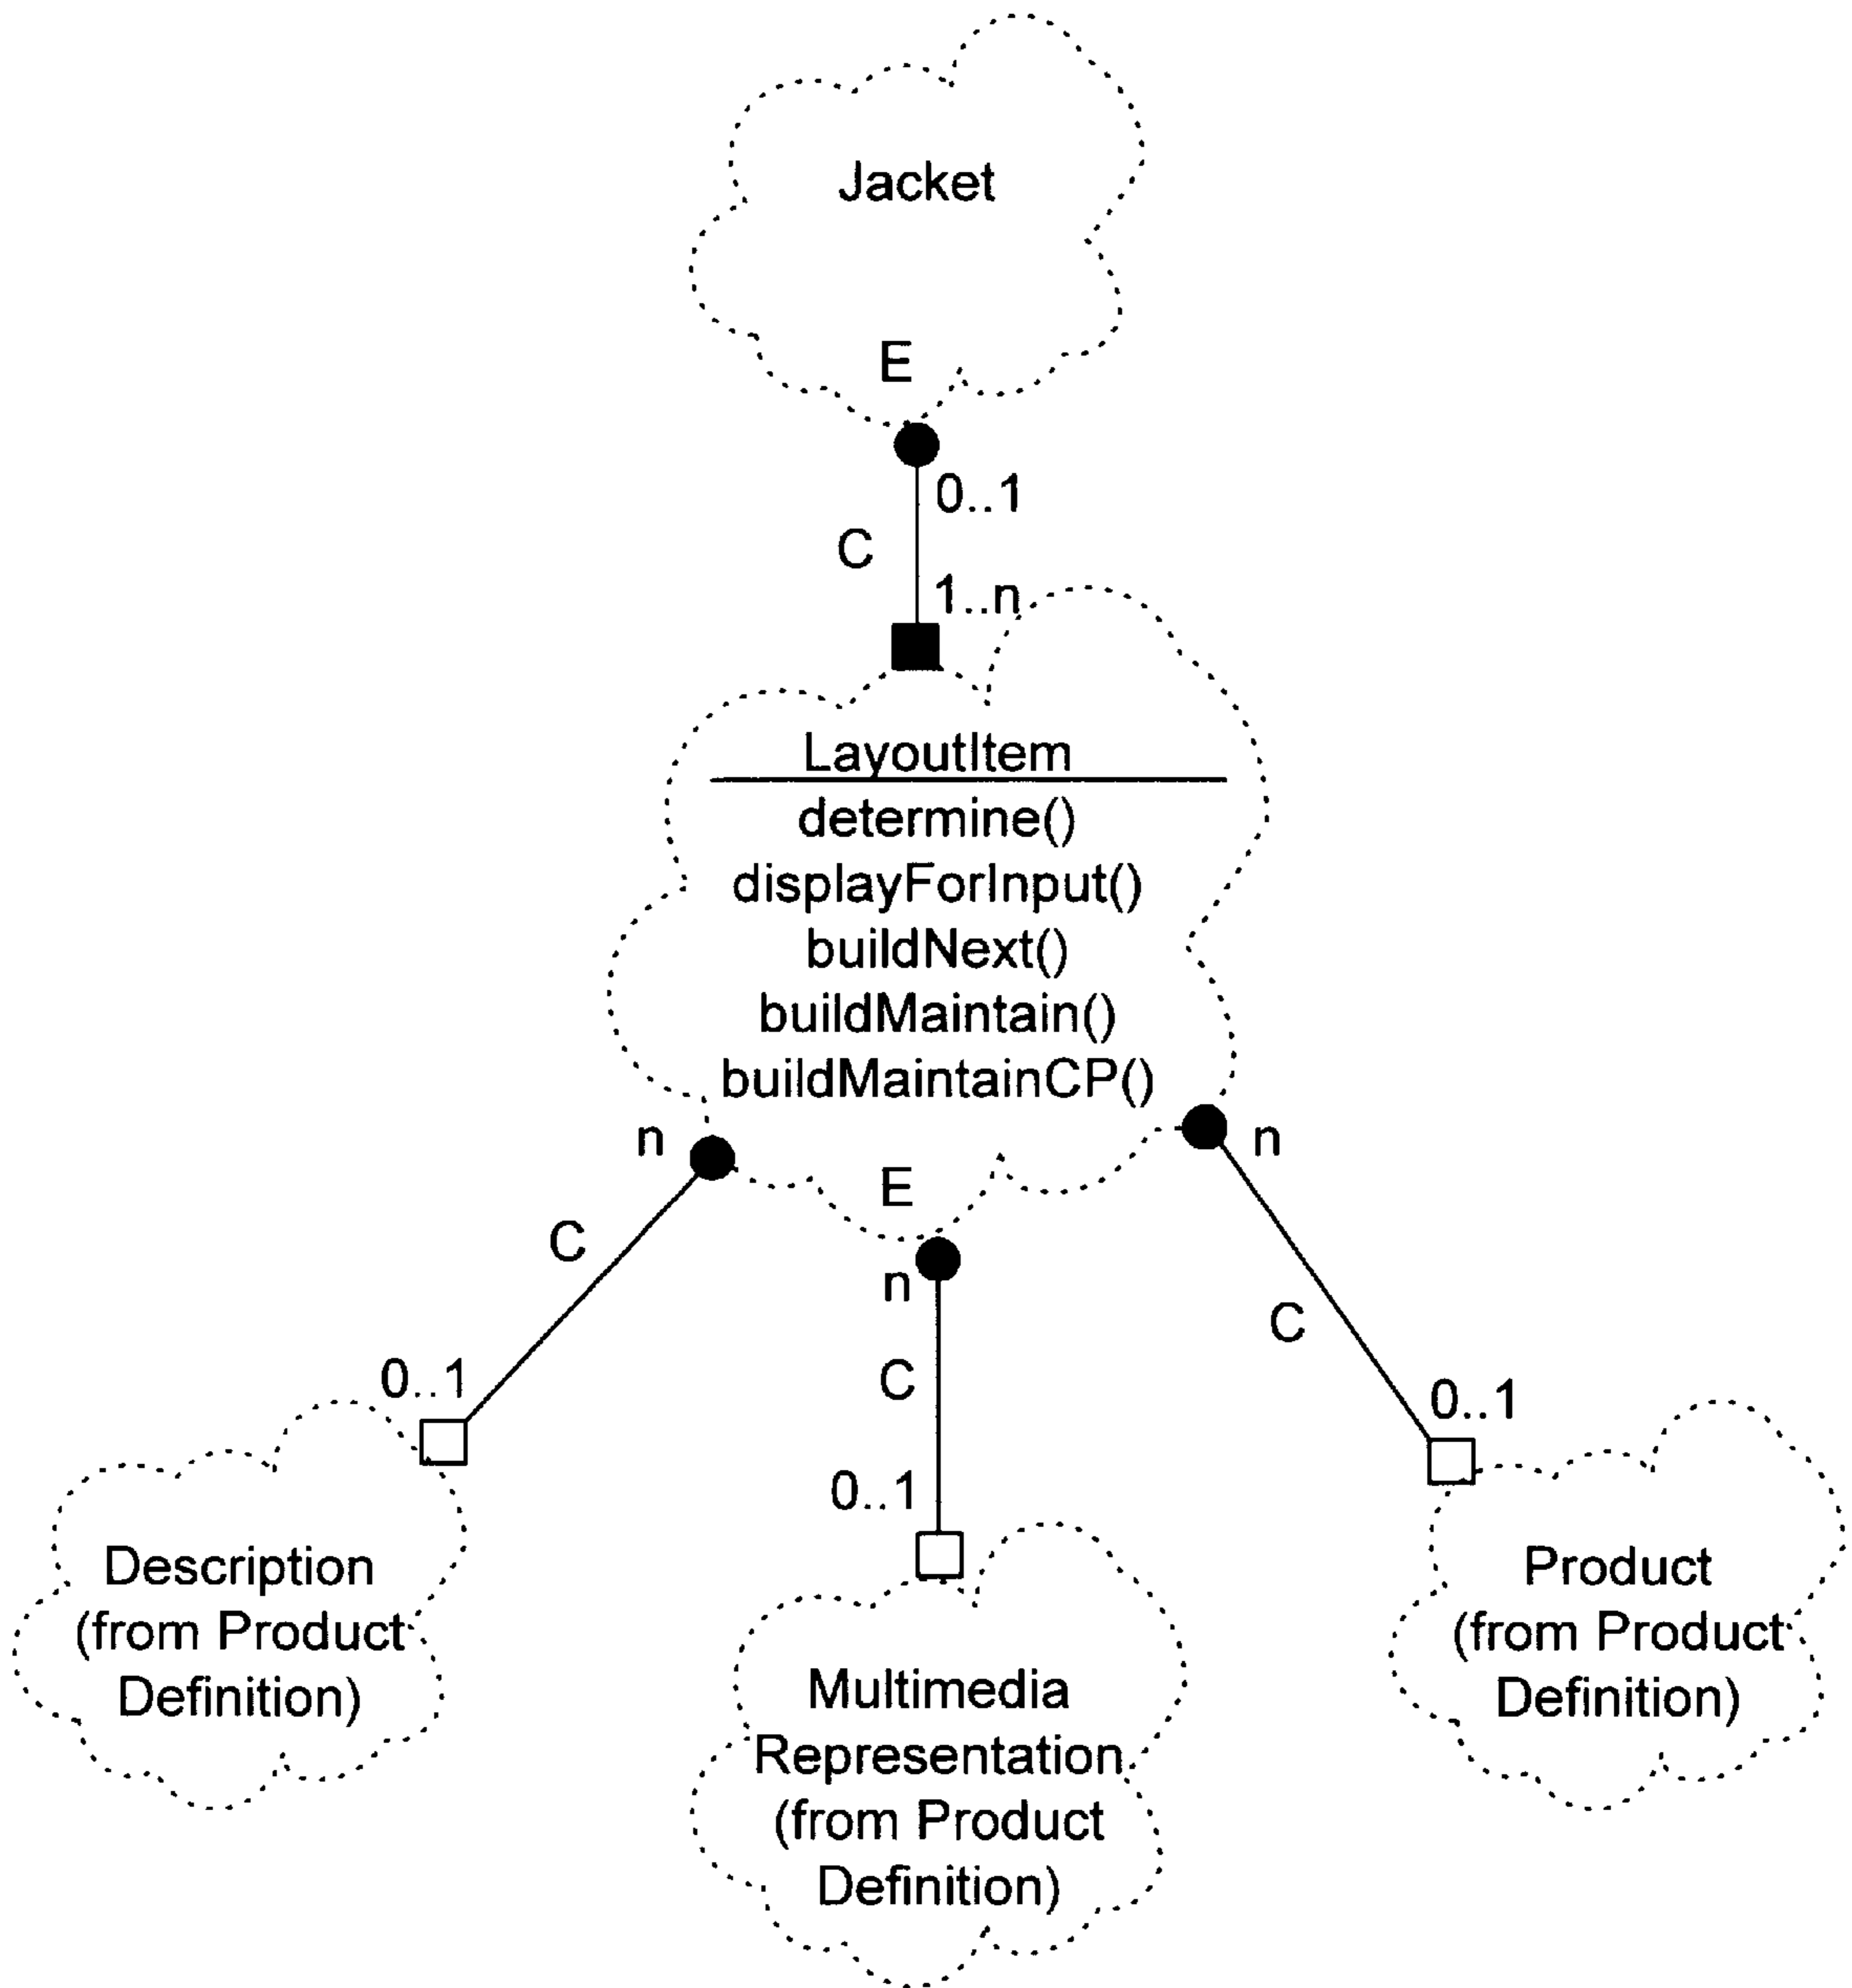 Jacket
E
0..1
C
1..n
LayoutItem
determine()
displayForInput()
buildNext()
buildMaintain()
buildMaintainCP()
n
n
E
C
n
C
C
0..1
0..1
0..1
Description
(from Product
Definition)
Multimedia
Representation
(from Product
Definition)
Product
(from Product
Definition)